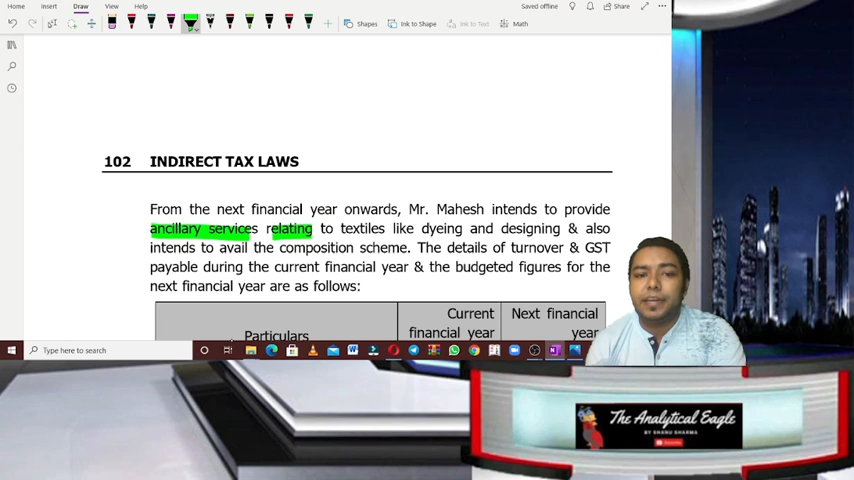 Home Insert Draw View Help Saved offline Share
Shapes Ink to Shape Ink to Text Math
102 INDIRECT TAX LAWS
From the next financial year onwards, Mr. Mahesh intends to provide
ancillary services relating to textiles like dyeing and designing & also
intends to avail the composition scheme. The details of turnover & GST
payable during the current financial year & the budgeted figures for the
next financial year are as follows:
Current Next financial
Particulars financial year year
Type here to search
The Analytical Eagle
BY SHANU SHARMA
Subscribe